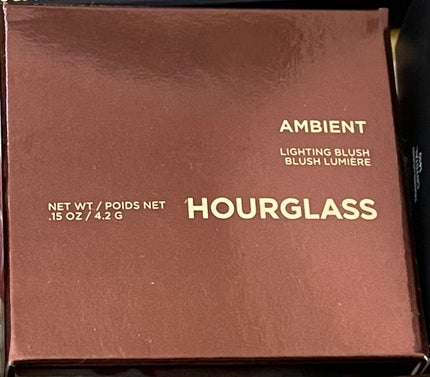 AMBIENT
LIGHTING BLUSH
BLUSH LUMIÈRE
NET WT. / POIDS NET
.15 OZ / 4.2 G
HOURGLASS